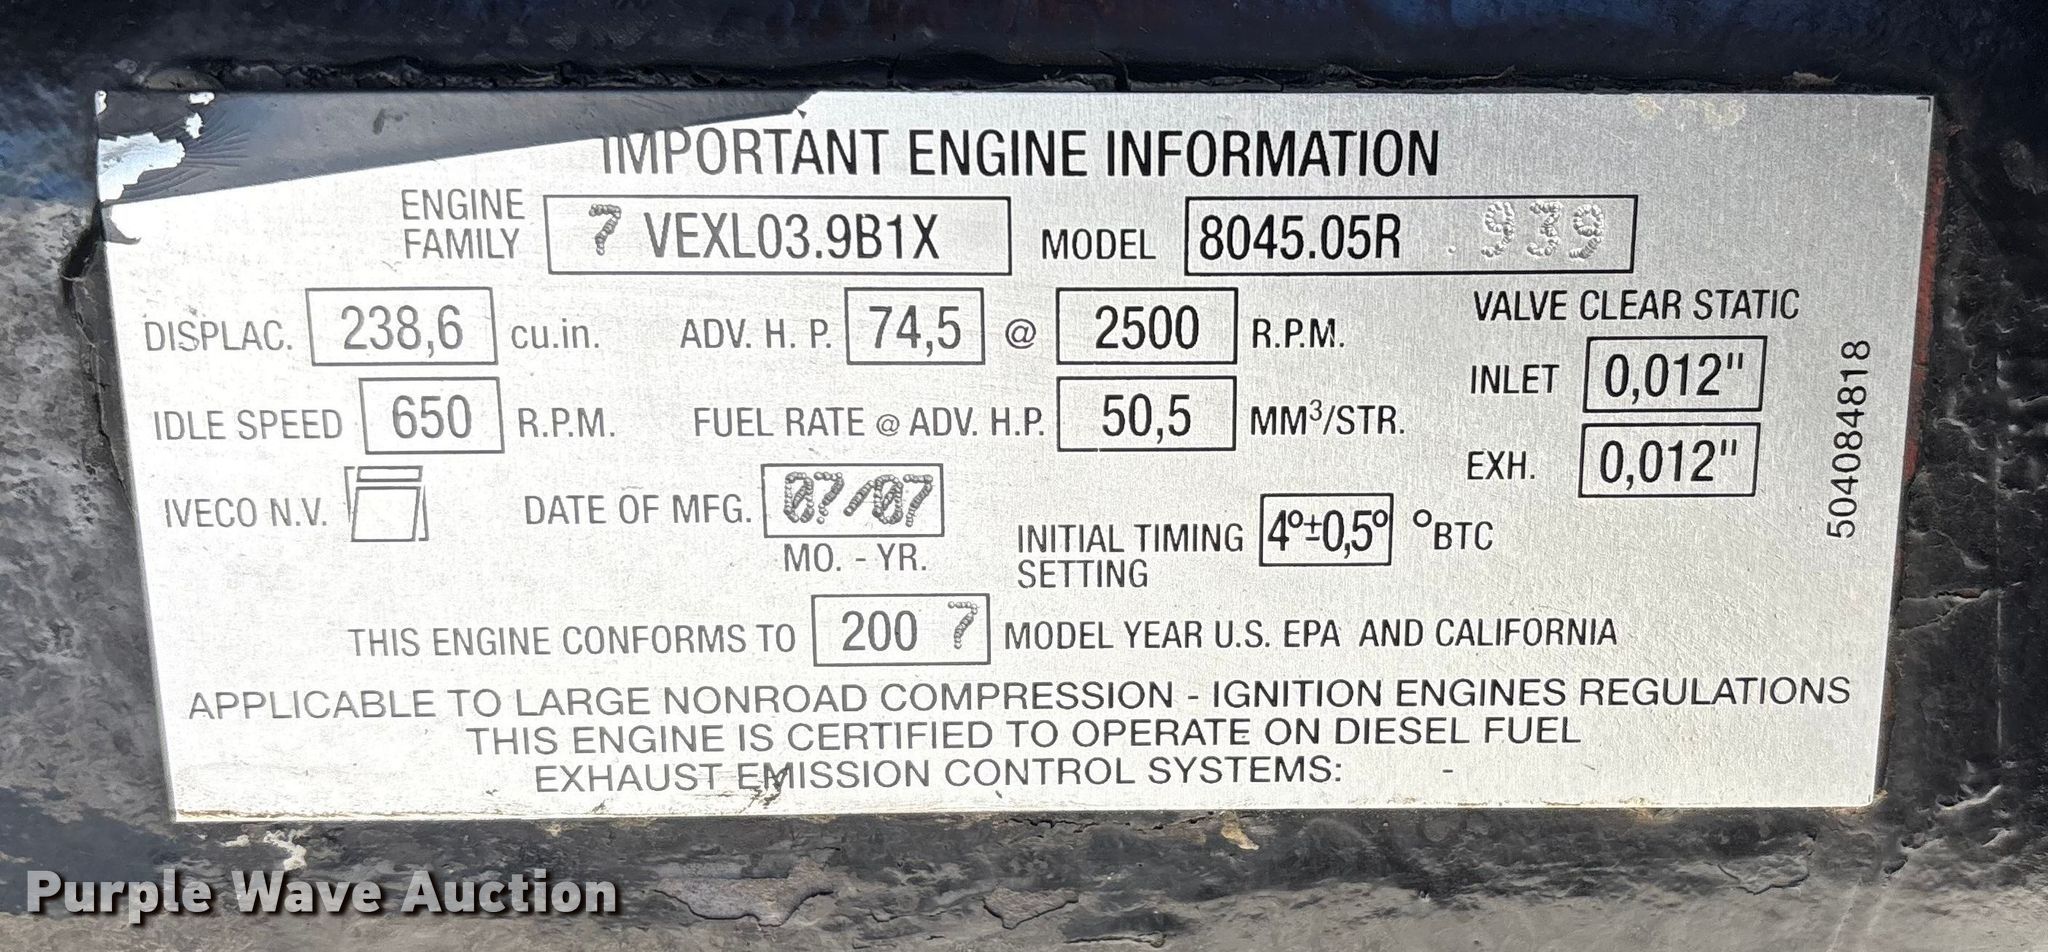 IMPORTANT ENGINE INFORMATION
ENGINE FAMILY 7 VEXL03.9B1X MODEL 8045.05R .939
DISPLAC. 238,6 cu.in. ADV. H. P. 74,5 @ 2500 R.P.M.
VALVE CLEAR STATIC
INLET 0,012"
IDLE SPEED 650 R.P.M. FUEL RATE @ ADV. H.P. 50,5 MM³/STR.
EXH. 0,012"
IVECO N.V. DATE OF MFG. 07/07
MO. - YR.
INITIAL TIMING SETTING 4°±0,5° °BTC
504084818
THIS ENGINE CONFORMS TO 200 7 MODEL YEAR U.S. EPA AND CALIFORNIA
APPLICABLE TO LARGE NONROAD COMPRESSION - IGNITION ENGINES REGULATIONS
THIS ENGINE IS CERTIFIED TO OPERATE ON DIESEL FUEL
EXHAUST EMISSION CONTROL SYSTEMS: -
Purple Wave Auction